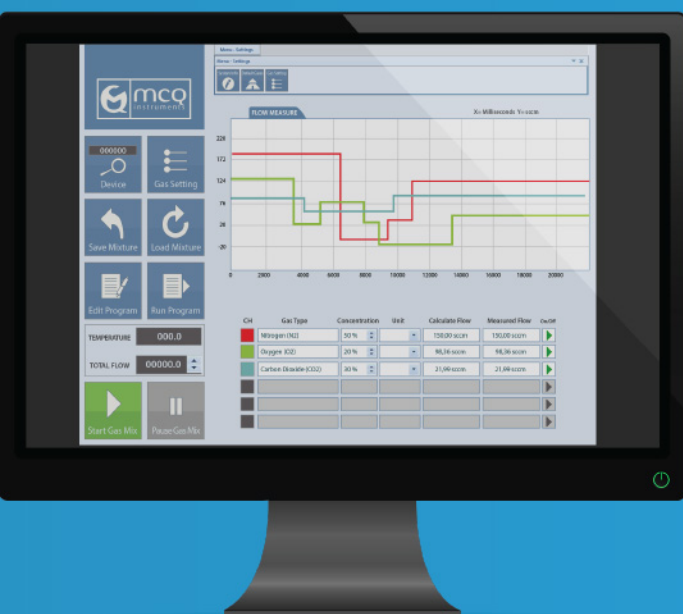 mcq
instruments
Menu - Settings
Menu - Settings
Gas Setting
000000
Device
Gas Setting
Save Mixture
Load Mixture
Edit Program
Run Program
TEMPERATURE 000.0
TOTAL FLOW 00000.0
Start Gas Mix
Pause Gas Mix
FLOW MEASURE
X= Milliseconds Y= sccm
220
172
124
76
28
-20
0 2000 4000 6000 8000 10000 12000 14000 16000 18000 20000
CH Gas Type Concentration Unit Calculate Flow Measured Flow On/Off
Nitrogen (N2) 50 % 150,00 sccm 150,00 sccm
Oxygen (O2) 20 % 98,36 sccm 98,36 sccm
Carbon Dioxide (CO2) 30 % 21,99 sccm 21,99 sccm